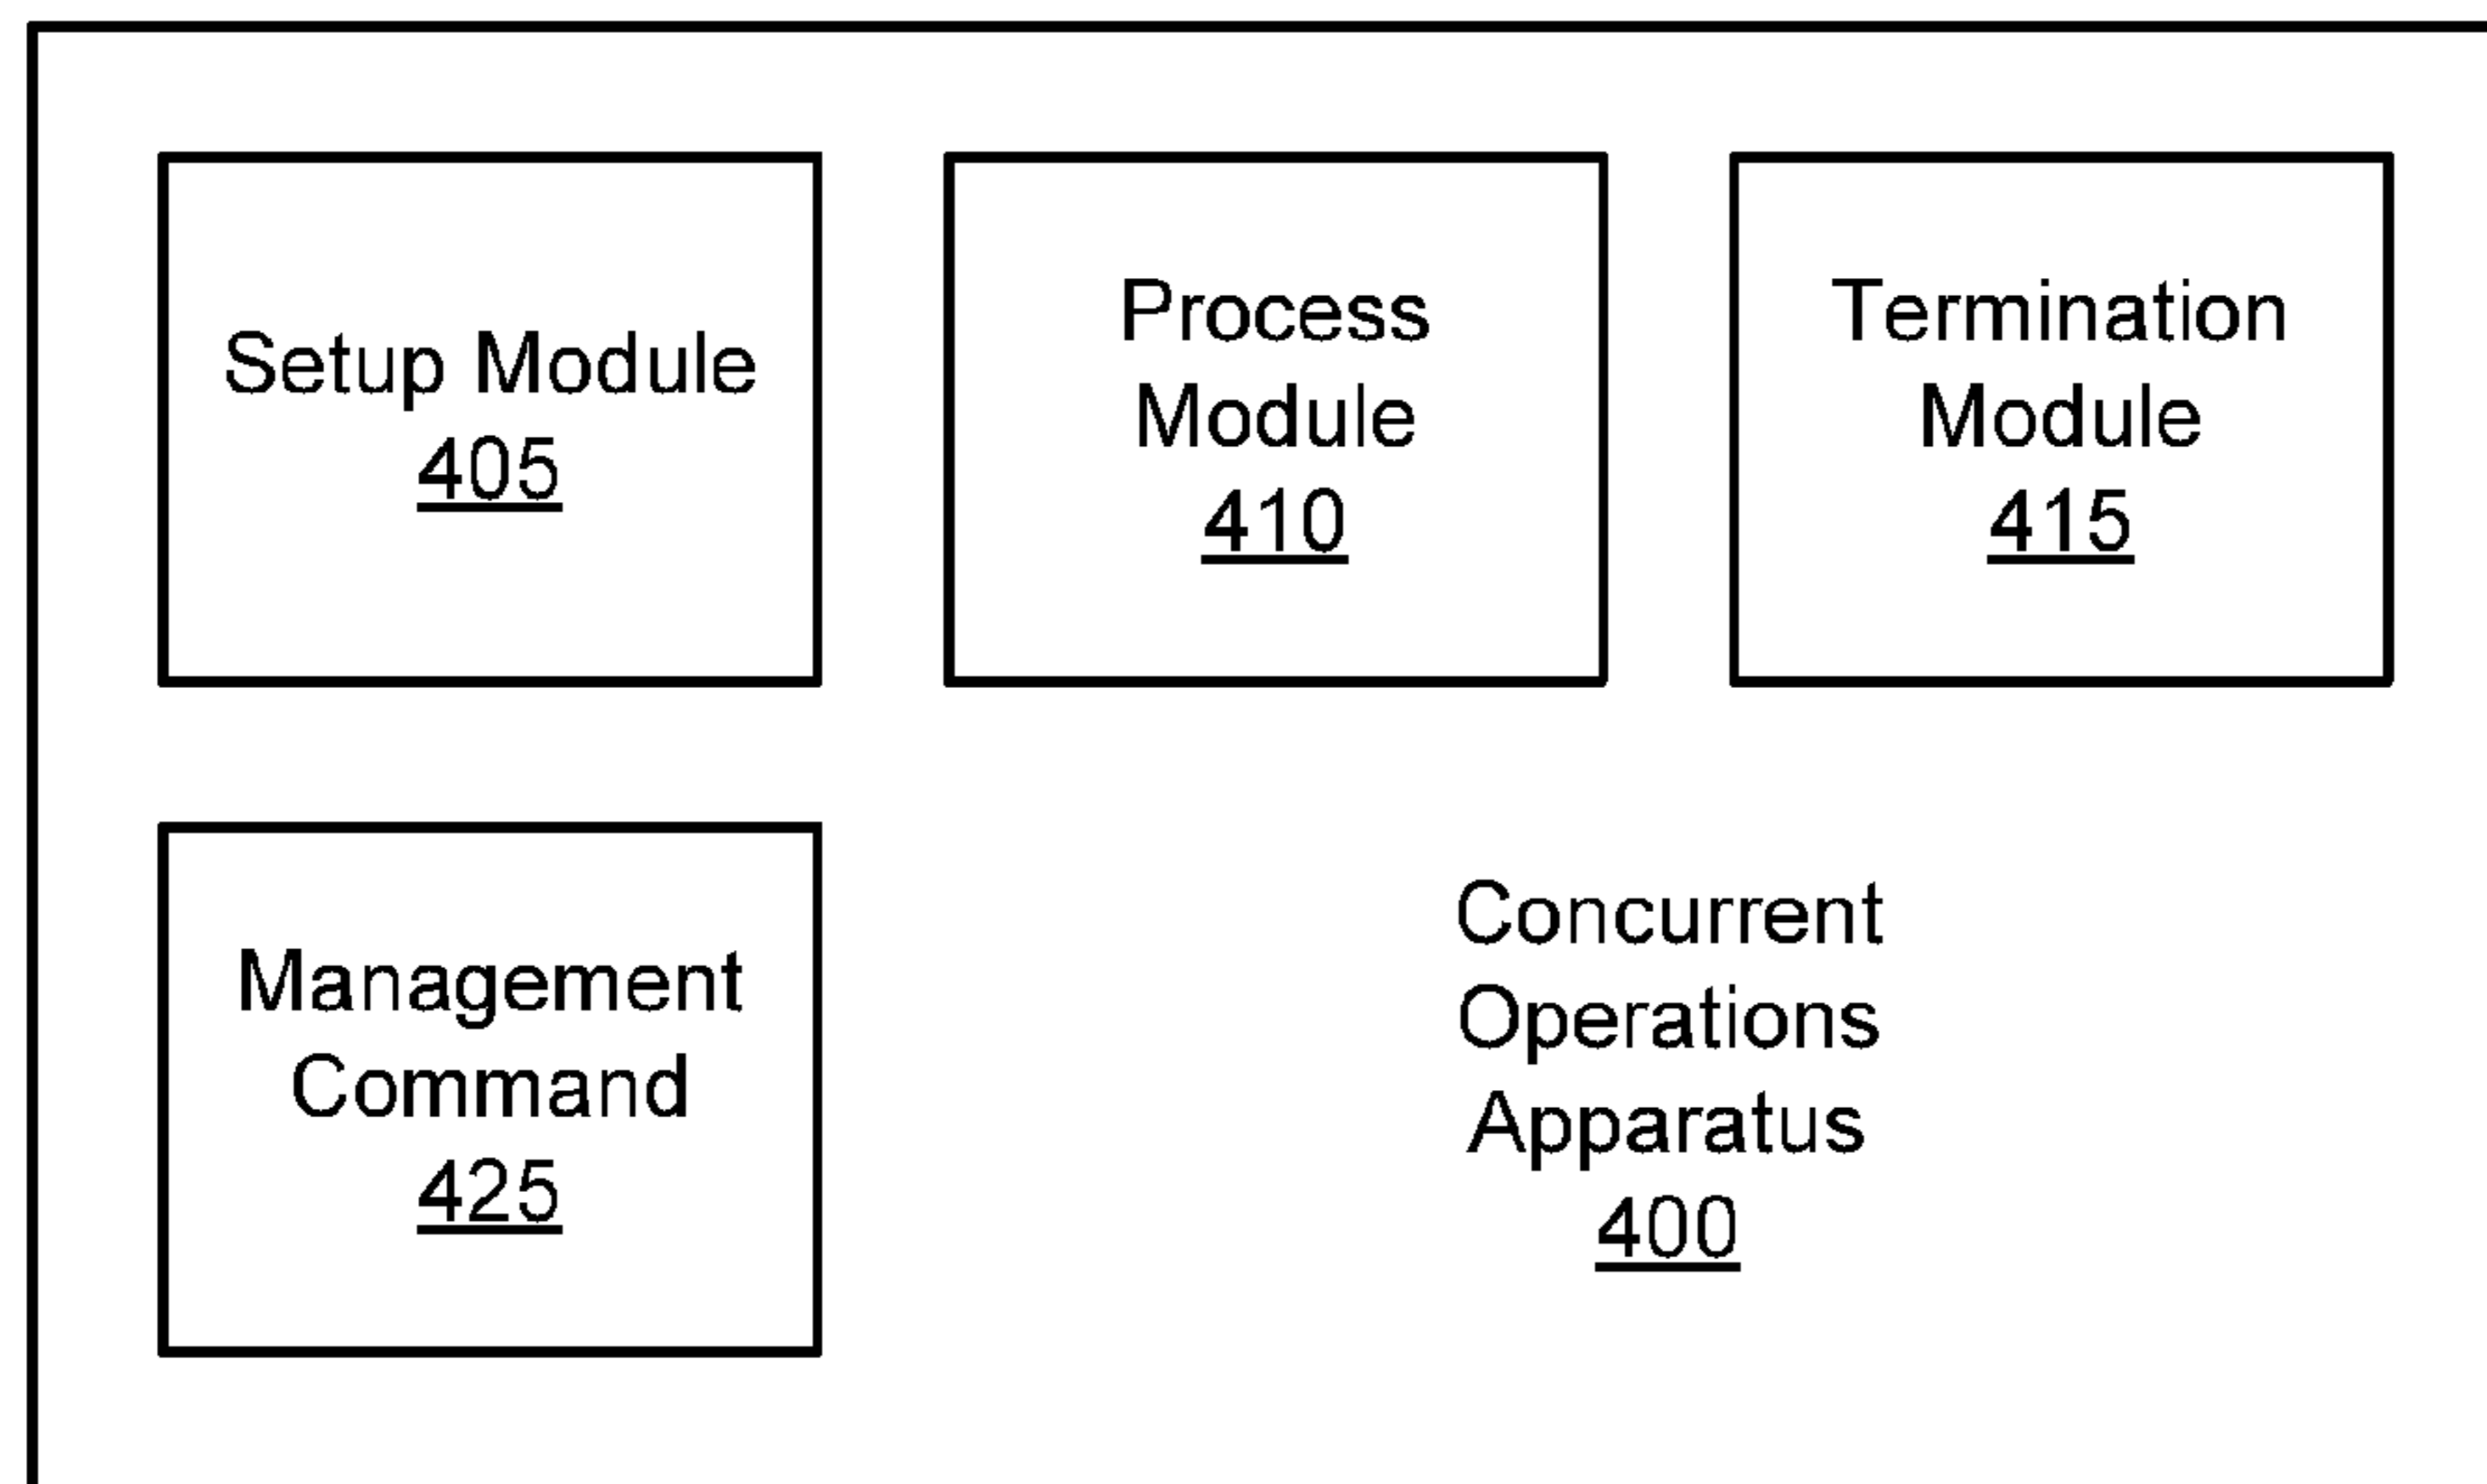 Setup Module
405
Process
Module
410
Termination
Module
415
Management
Command
425
Concurrent
Operations
Apparatus
400